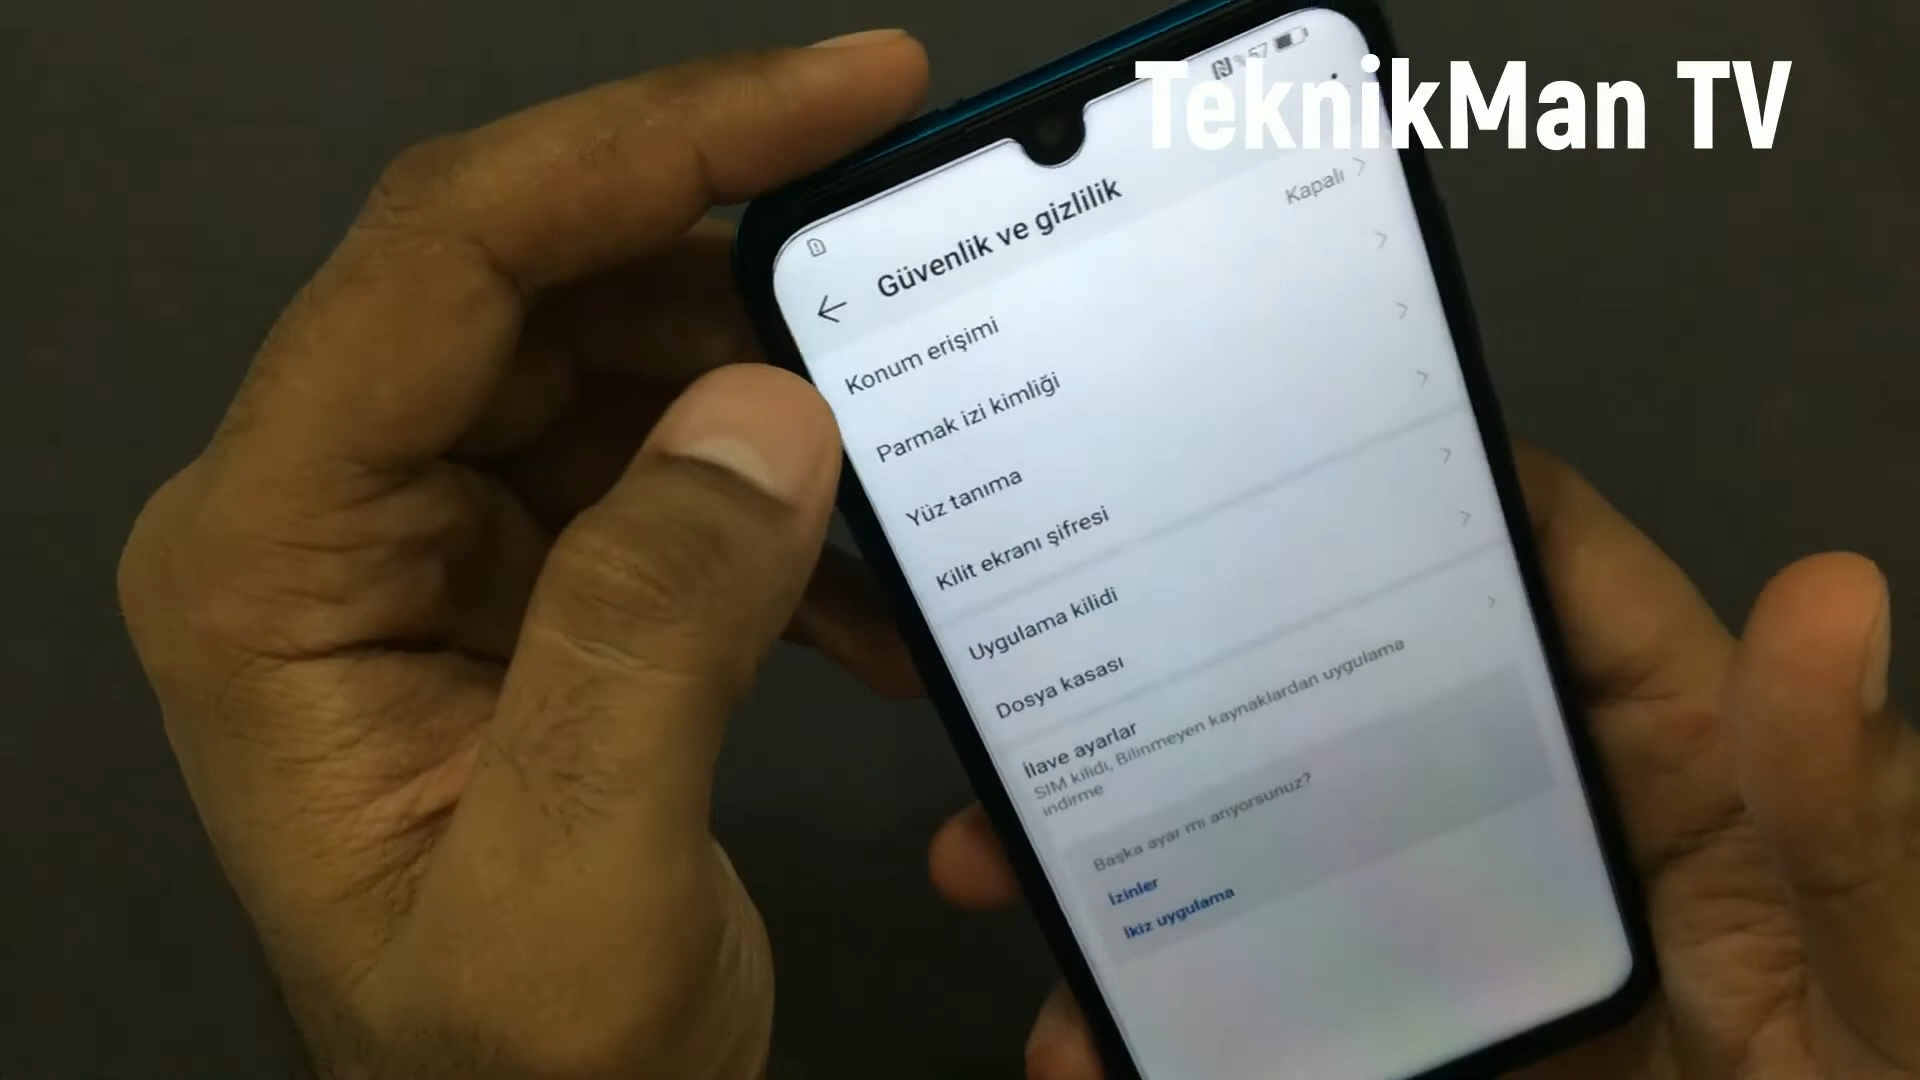 TeknikMan TV
%57
Güvenlik ve gizlilik
Konum erişimi
Kapalı
Parmak izi kimliği
Yüz tanıma
Kilit ekranı şifresi
Uygulama kilidi
Dosya kasası
İlave ayarlar
SIM kilidi, Bilinmeyen kaynaklardan uygulama
indirme
Başka ayar mı arıyorsunuz?
İzinler
İkiz uygulama